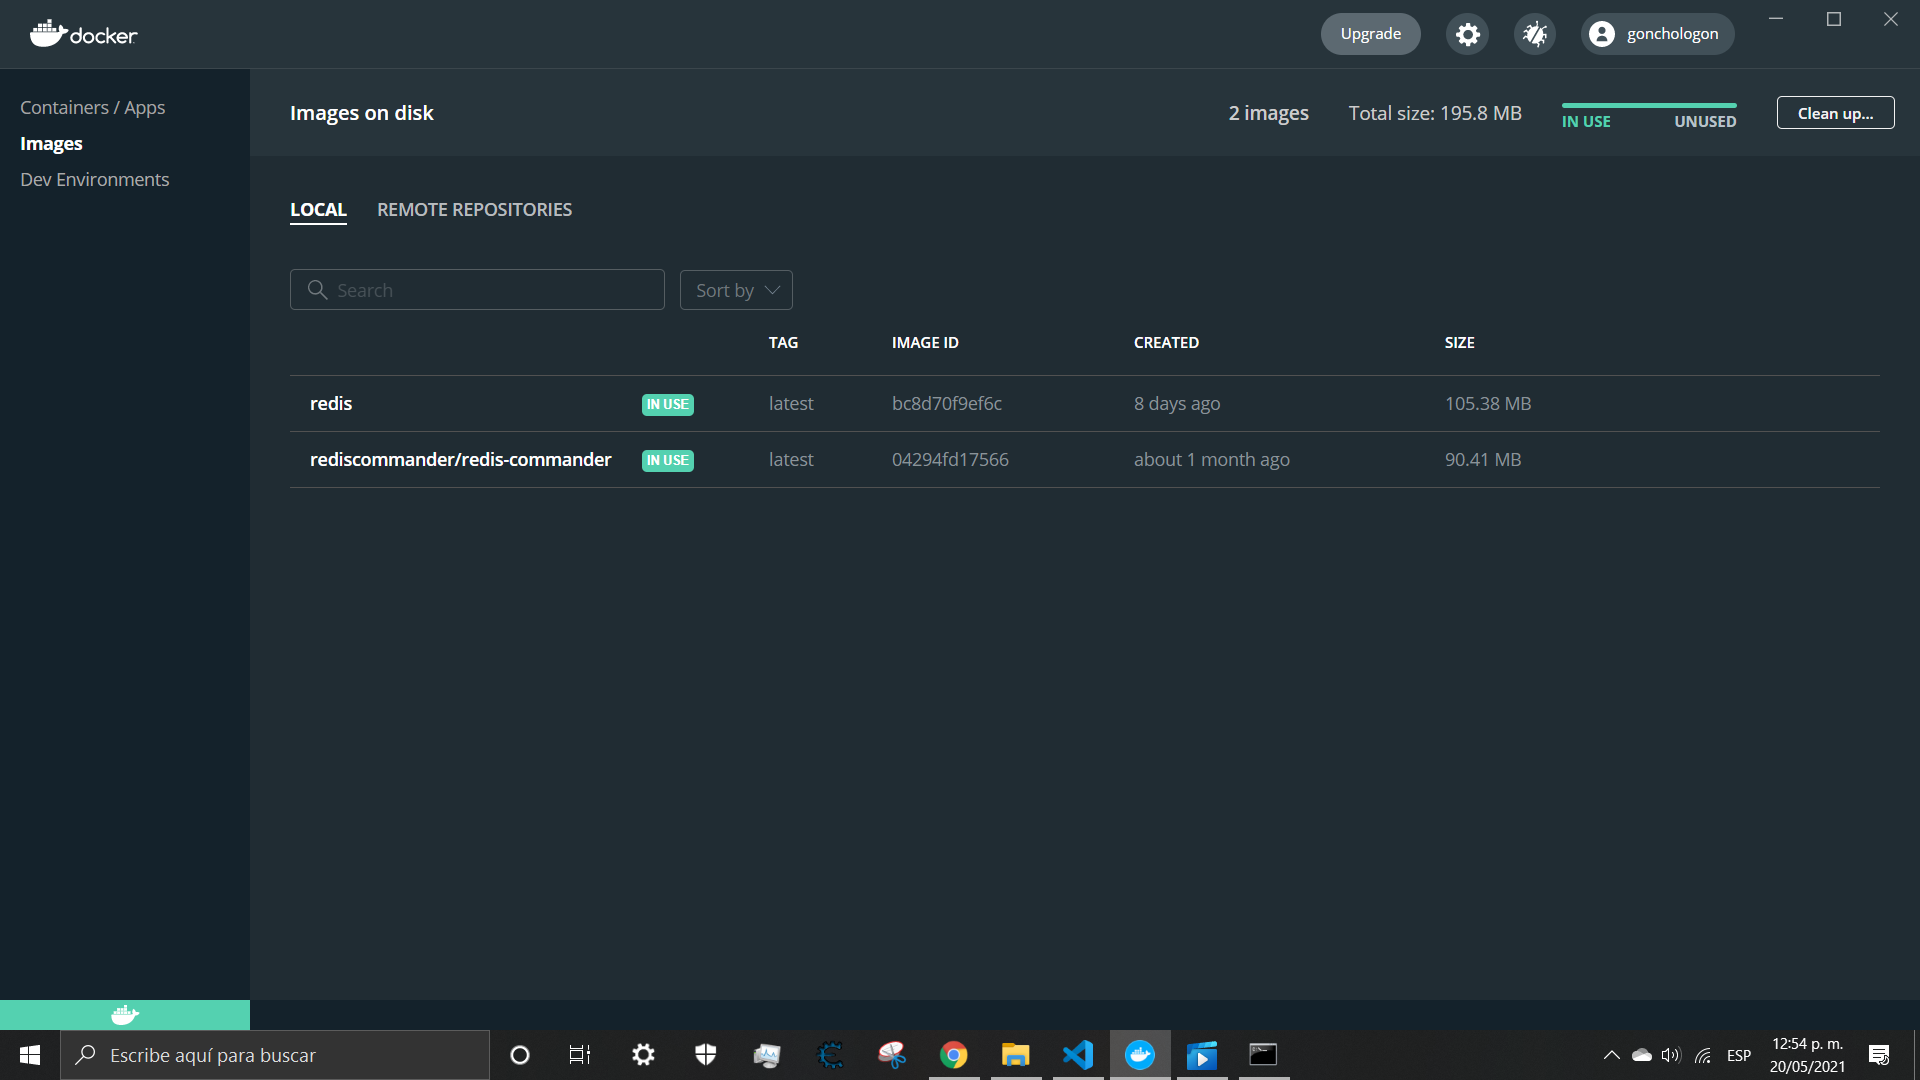 docker
Upgrade
gonchologon
Containers / Apps
Images
Dev Environments
Images on disk
2 images
Total size: 195.8 MB
IN USE
UNUSED
Clean up...
LOCAL
REMOTE REPOSITORIES
Search
Sort by
TAG IMAGE ID CREATED SIZE
redis IN USE latest bc8d70f9ef6c 8 days ago 105.38 MB
rediscommander/redis-commander IN USE latest 04294fd17566 about 1 month ago 90.41 MB
Escribe aquí para buscar
ESP
12:54 p. m.
20/05/2021